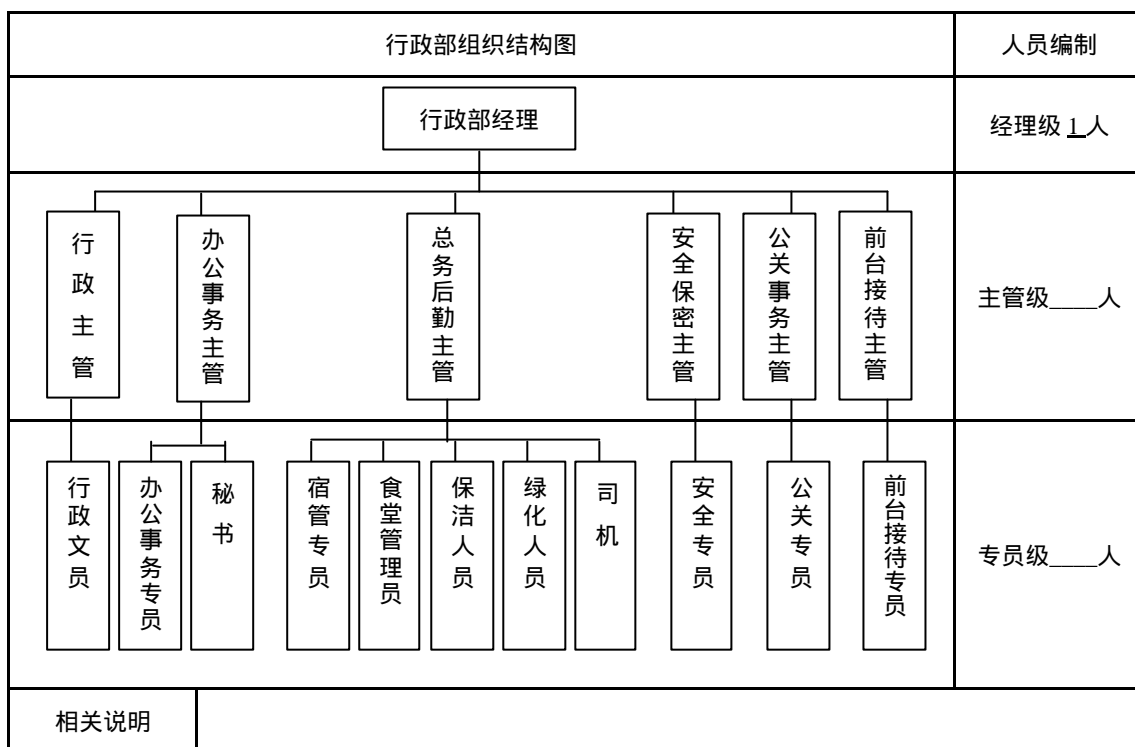 行政部组织结构图
人员编制
行政部经理
经理级 1 人
行政主管
办公事务主管
总务后勤主管
安全保密主管
公关事务主管
前台接待主管
主管级____人
行政文员
办公事务专员
秘书
宿管专员
食堂管理员
保洁人员
绿化人员
司机
安全专员
公关专员
前台接待专员
专员级____人
相关说明